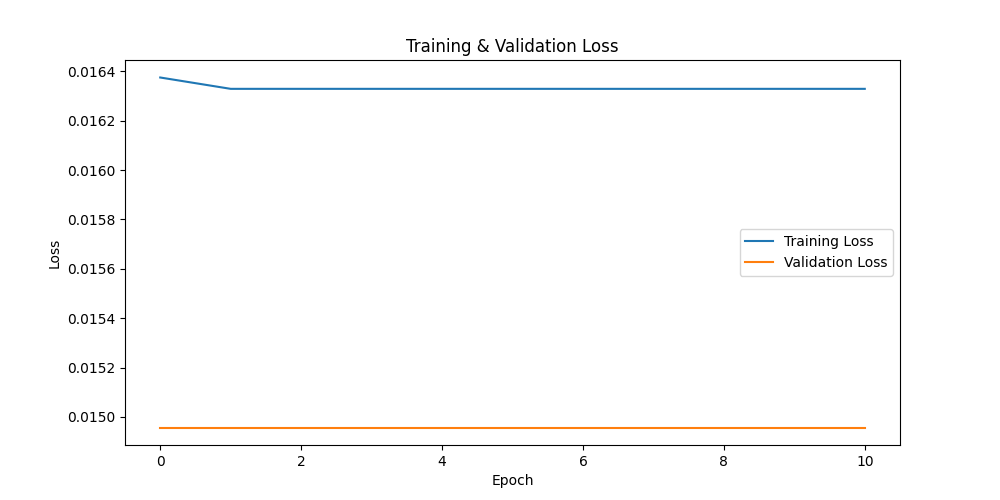 Training & Validation Loss
0.0164
0.0162
0.0160
0.0158
0.0156
0.0154
0.0152
0.0150
Loss
Training Loss
Validation Loss
0 2 4 6 8 10
Epoch